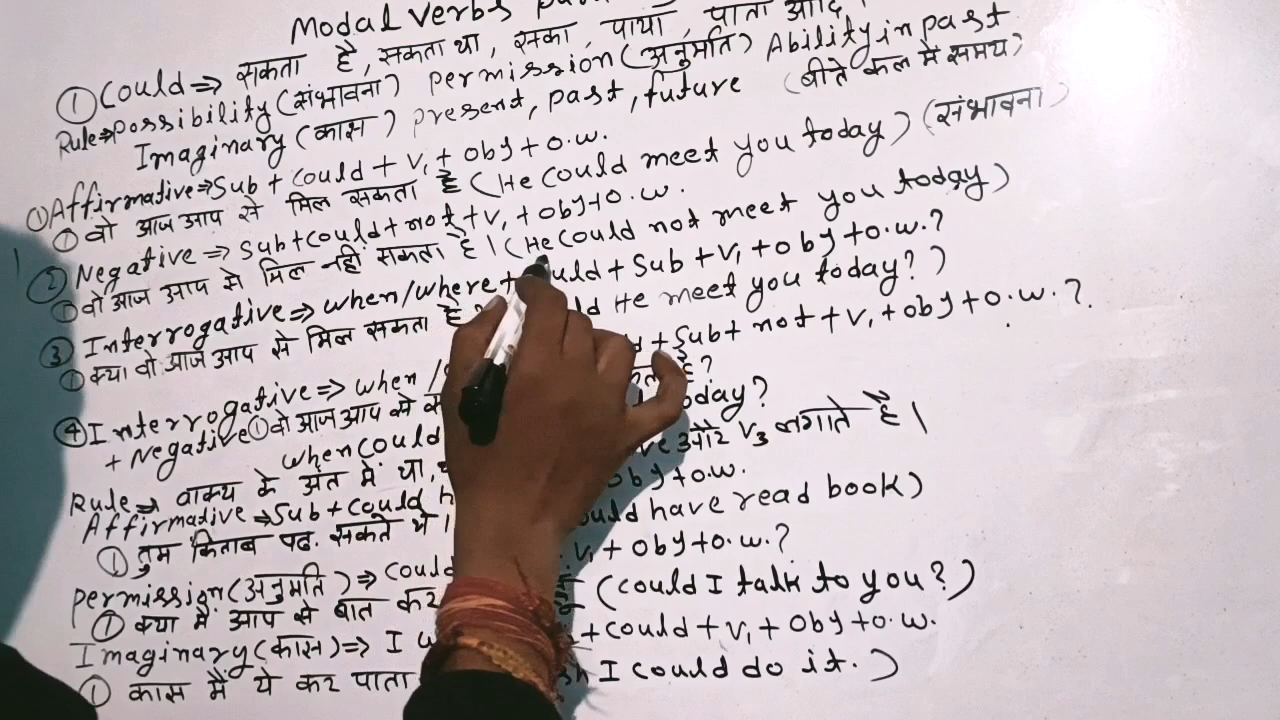 Modal Verbs
① Could ⇒ सकता है, सकता था, सका, पाया, पाता आदि।
Rule⇒ possibility (संभावना) permission (अनुमति) Ability in past
Imaginary (कास) present, past, future (बीते कल मे समय)
① Affirmative ⇒ Sub + could + V₁ + obj + o.w.
① वो आज आप से मिल सकता है (He could meet you today) (संभावना)
② Negative ⇒ Sub + could + not + V₁ + obj + o.w.
① वो आज आप से मिल नहीं सकता है। (He could not meet you today)
③ Interrogative ⇒ when/where + could + Sub + V₁ + obj + o.w.?
① क्या वो आज आप से मिल सकता है He meet you today?)
④ Interrogative ⇒ when / + Sub + not + V₁ + obj + o.w.?
+ Negative ① वो आज आप से है?
when could today?
Rule ⇒ वाक्य के अंत में था, और V₃ लगाते है।
Affirmative ⇒ Sub + could obj + o.w.
① तुम किताब पढ. सकते थे। could have read book)
permission (अनुमति) ⇒ could V₁ + obj + o.w.?
① क्या मैं आप से बात कर (could I talk to you?)
Imaginary (कास) ⇒ I + could + V₁ + obj + o.w.
① कास मैं ये कर पाता I could do it.)